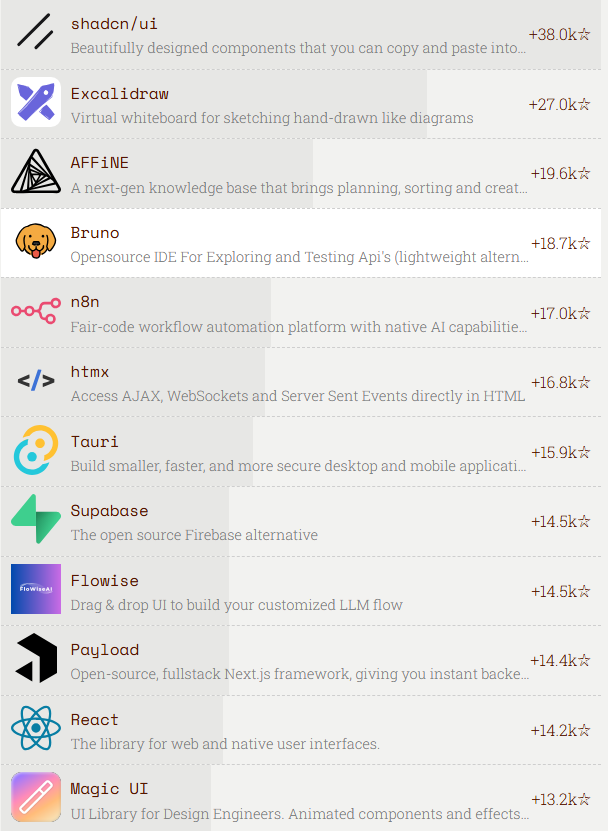 shadcn/ui
Beautifully designed components that you can copy and paste into...
+38.0k☆
Excalidraw
Virtual whiteboard for sketching hand-drawn like diagrams
+27.0k☆
AFFiNE
A next-gen knowledge base that brings planning, sorting and creat...
+19.6k☆
Bruno
Opensource IDE For Exploring and Testing Api's (lightweight altern...
+18.7k☆
n8n
Fair-code workflow automation platform with native AI capabilitie...
+17.0k☆
htmx
</>
Access AJAX, WebSockets and Server Sent Events directly in HTML
+16.8k☆
Tauri
Build smaller, faster, and more secure desktop and mobile applicati...
+15.9k☆
Supabase
The open source Firebase alternative
+14.5k☆
Flowise
FlowiseAI
Drag & drop UI to build your customized LLM flow
+14.5k☆
Payload
Open-source, fullstack Next.js framework, giving you instant backe...
+14.4k☆
React
The library for web and native user interfaces.
+14.2k☆
Magic UI
UI Library for Design Engineers. Animated components and effects...
+13.2k☆